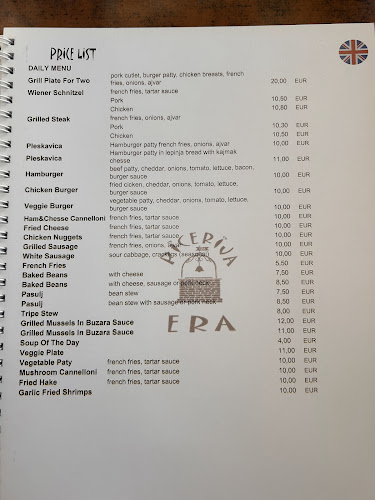 PRICE LIST
DAILY MENU
Grill Plate For Two pork cutlet, burger patty, chicken breasts, french fries, onions, ajvar 20,00 EUR
Wiener Schnitzel french fries, tartar sauce
Pork 10,50 EUR
Chicken 10,80 EUR
Grilled Steak french fries, onions, ajvar
Pork 10,30 EUR
Chicken 10,50 EUR
Pleskavica Hamburger patty french fries, onions, ajvar 10,00 EUR
Pleskavica Hamburger patty in lepinja bread with kajmak chesse 11,00 EUR
Hamburger beef patty, cheddar, onions, tomato, lettuce, bacon, burger sauce 10,00 EUR
Chicken Burger fried cicken, cheddar, onions, tomato, lettuce, burger sauce 10,00 EUR
Veggie Burger vegetable patty, cheddar, onions, tomato, lettuce, burger sauce 10,00 EUR
Ham&Chesse Cannelloni french fries, tartar sauce 10,00 EUR
Fried Cheese french fries, tartar sauce 10,00 EUR
Chicken Nuggets french fries, tartar sauce 10,00 EUR
Grilled Sausage french fries, onions, 10,00 EUR
White Sausage sour cabbage, 10,00 EUR
French Fries 5,50 EUR
Baked Beans with cheese 7,50 EUR
Baked Beans with cheese, sausage or pork neck 8,50 EUR
Pasulj bean stew 7,50 EUR
Pasulj bean stew with sausage or pork neck 8,50 EUR
Tripe Stew 8,00 EUR
Grilled Mussels In Buzara Sauce 12,00 EUR
Grilled Mussels In Buzara Sauce 11,00 EUR
Soup Of The Day 4,00 EUR
Veggie Plate 11,00 EUR
Vegetable Paty french fries, tartar sauce 10,00 EUR
Mushroom Cannelloni french fries, tartar sauce 10,00 EUR
Fried Hake french fries, tartar sauce 10,00 EUR
Garlic Fried Shrimps 10,00 EUR
PICERIJA
ERA